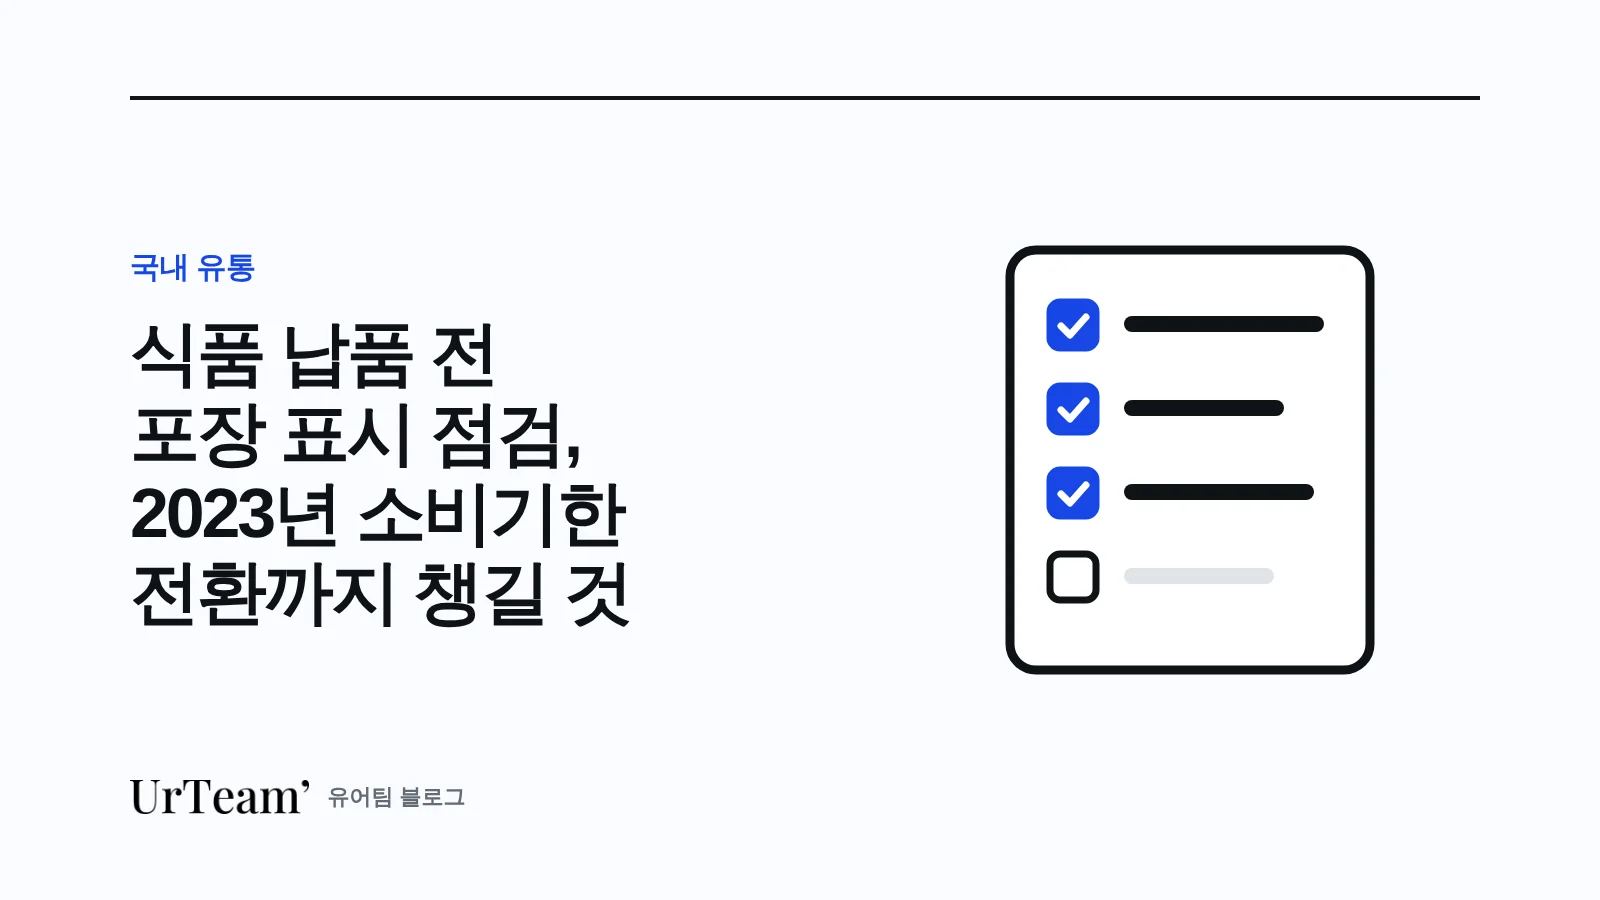 국내 유통
식품 납품 전
포장 표시 점검,
2023년 소비기한
전환까지 챙길 것
UrTeam’ 유어팀 블로그